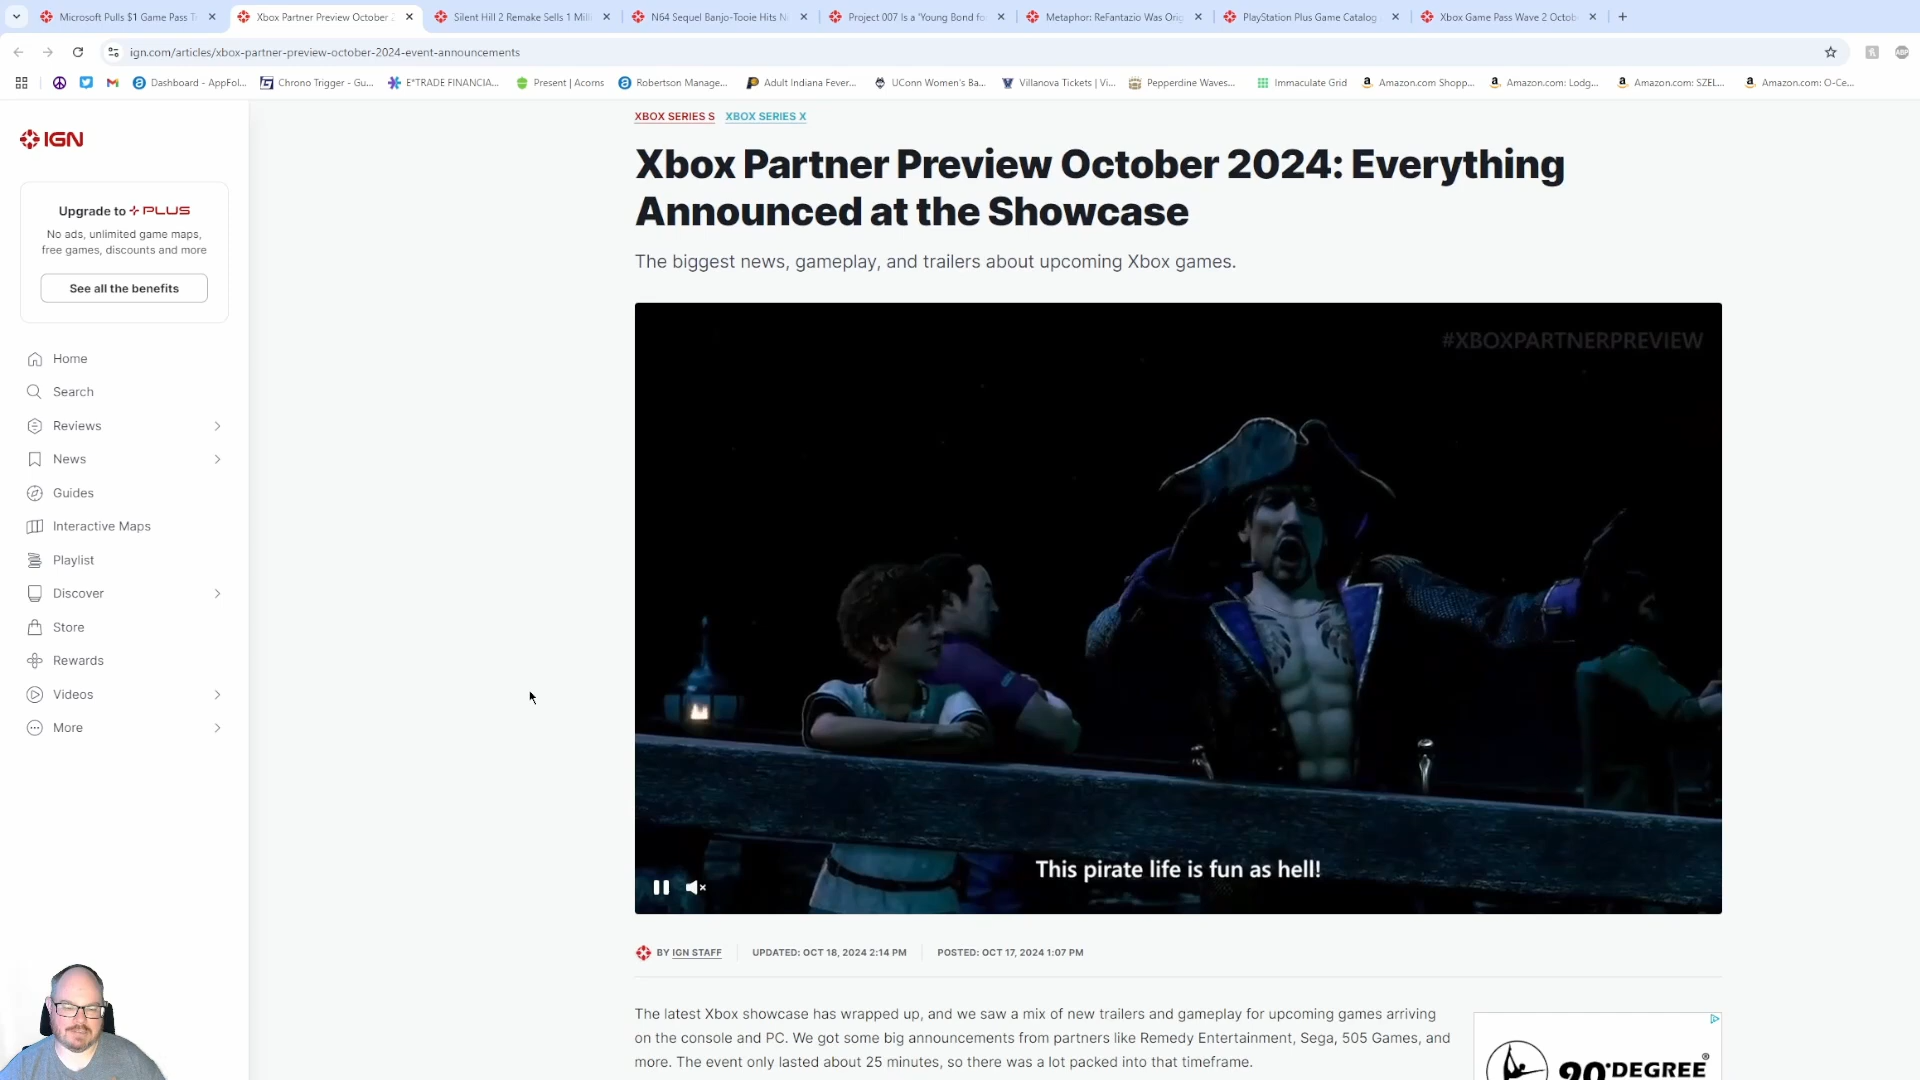 Microsoft Pulls $1 Game Pass T
Xbox Partner Preview October 2
Silent Hill 2 Remake Sells 1 Mill
N64 Sequel Banjo-Tooie Hits N
Project 007 Is a 'Young Bond fo
Metaphor: ReFantazio Was Orig
PlayStation Plus Game Catalog
Xbox Game Pass Wave 2 Octob
ign.com/articles/xbox-partner-preview-october-2024-event-announcements
ABP
Dashboard - AppFol...
Chrono Trigger - Gu...
E*TRADE FINANCIA...
Present | Acorns
Robertson Manage...
Adult Indiana Fever...
UConn Women's Ba...
Villanova Tickets | Vi...
Pepperdine Waves...
Immaculate Grid
Amazon.com Shopp...
Amazon.com: Lodg...
Amazon.com: SZEL...
Amazon.com: O-Ce...
IGN
Upgrade to + PLUS
No ads, unlimited game maps,
free games, discounts and more
See all the benefits
Home
Search
Reviews
News
Guides
Interactive Maps
Playlist
Discover
Store
Rewards
Videos
More
XBOX SERIES S XBOX SERIES X
Xbox Partner Preview October 2024: Everything
Announced at the Showcase
The biggest news, gameplay, and trailers about upcoming Xbox games.
#XBOXPARTNERPREVIEW
This pirate life is fun as hell!
BY IGN STAFF UPDATED: OCT 18, 2024 2:14 PM POSTED: OCT 17, 2024 1:07 PM
The latest Xbox showcase has wrapped up, and we saw a mix of new trailers and gameplay for upcoming games arriving
on the console and PC. We got some big announcements from partners like Remedy Entertainment, Sega, 505 Games, and
more. The event only lasted about 25 minutes, so there was a lot packed into that timeframe.
90°DEGREE®